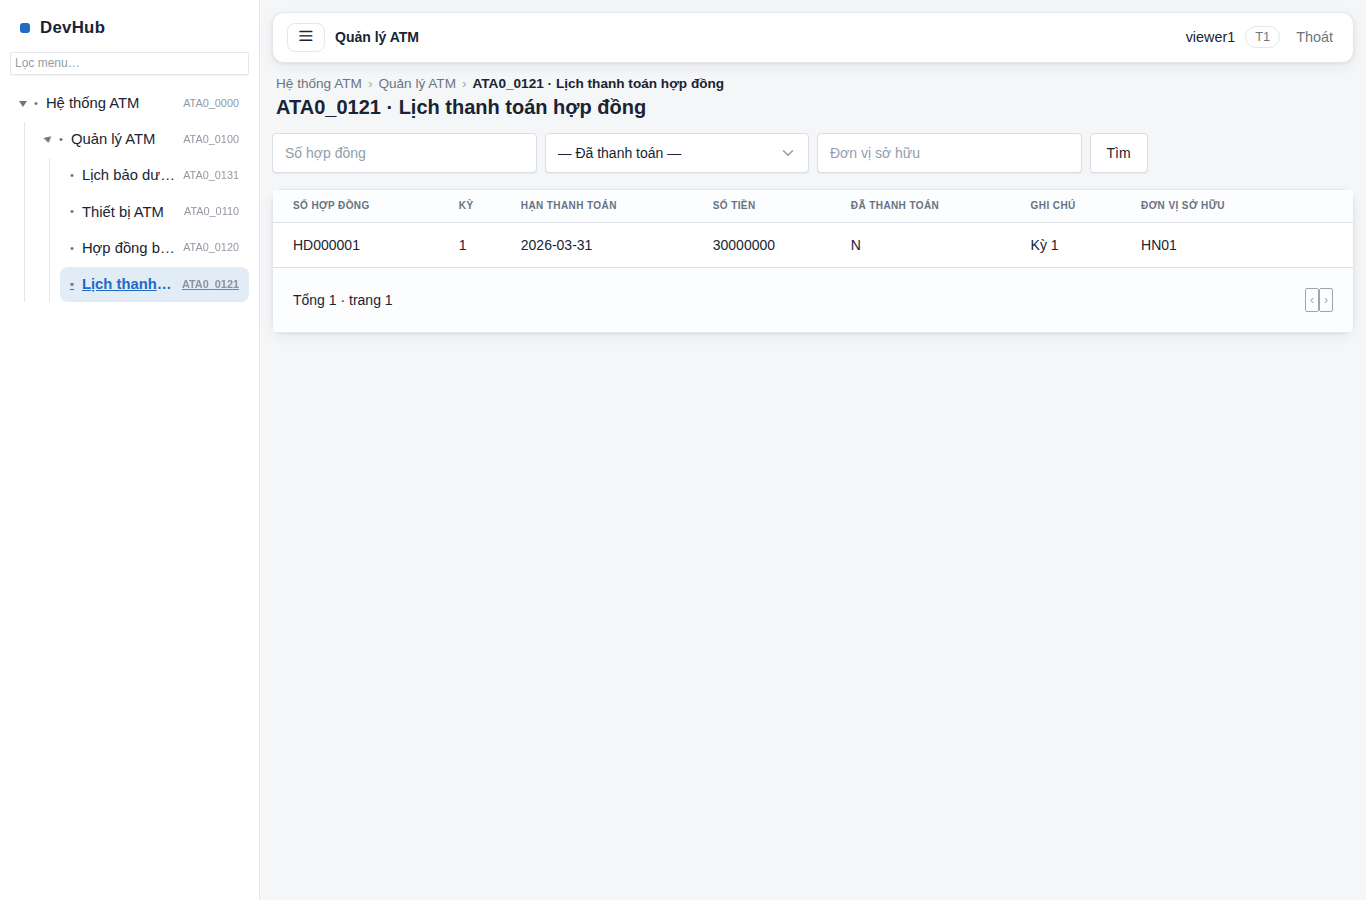 DevHub
Lọc menu…
Hệ thống ATM ATA0_0000
Quản lý ATM ATA0_0100
Lịch bảo dư… ATA0_0131
Thiết bị ATM ATA0_0110
Hợp đồng b… ATA0_0120
Lịch thanh… ATA0_0121
Quản lý ATM
viewer1 T1 Thoát
Hệ thống ATM › Quản lý ATM › ATA0_0121 · Lịch thanh toán hợp đồng
ATA0_0121 · Lịch thanh toán hợp đồng
Số hợp đồng — Đã thanh toán — Đơn vị sở hữu Tìm
SỐ HỢP ĐỒNG KỲ HẠN THANH TOÁN SỐ TIỀN ĐÃ THANH TOÁN GHI CHÚ ĐƠN VỊ SỞ HỮU
HD000001 1 2026-03-31 30000000 N Kỳ 1 HN01
Tổng 1 · trang 1 ‹ ›